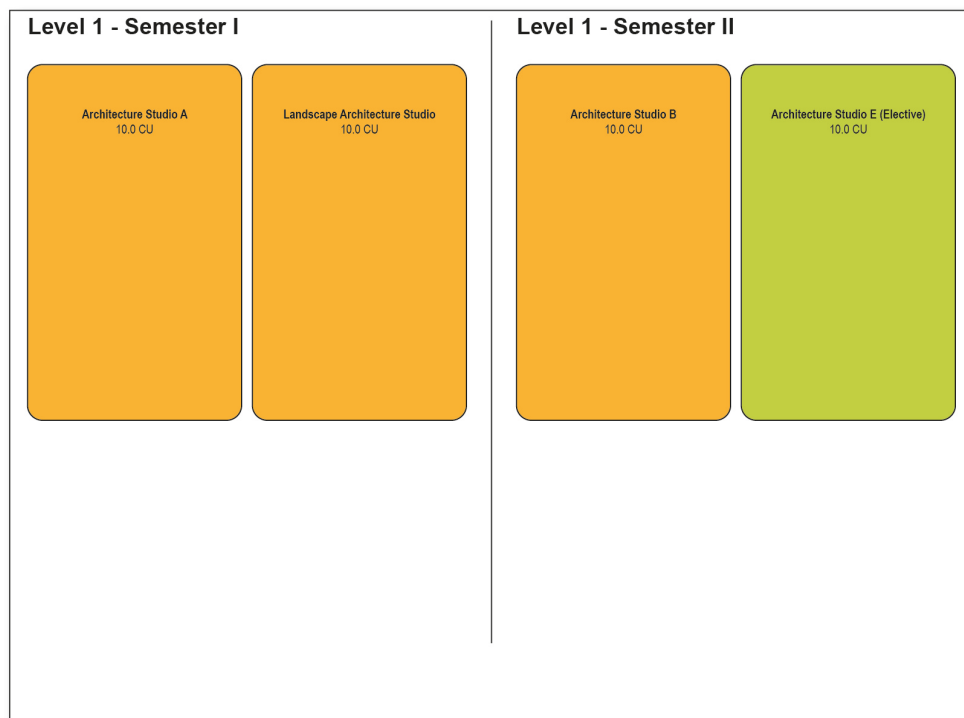 Level 1 - Semester I
Architecture Studio A
10.0 CU
Landscape Architecture Studio
10.0 CU
Level 1 - Semester II
Architecture Studio B
10.0 CU
Architecture Studio E (Elective)
10.0 CU